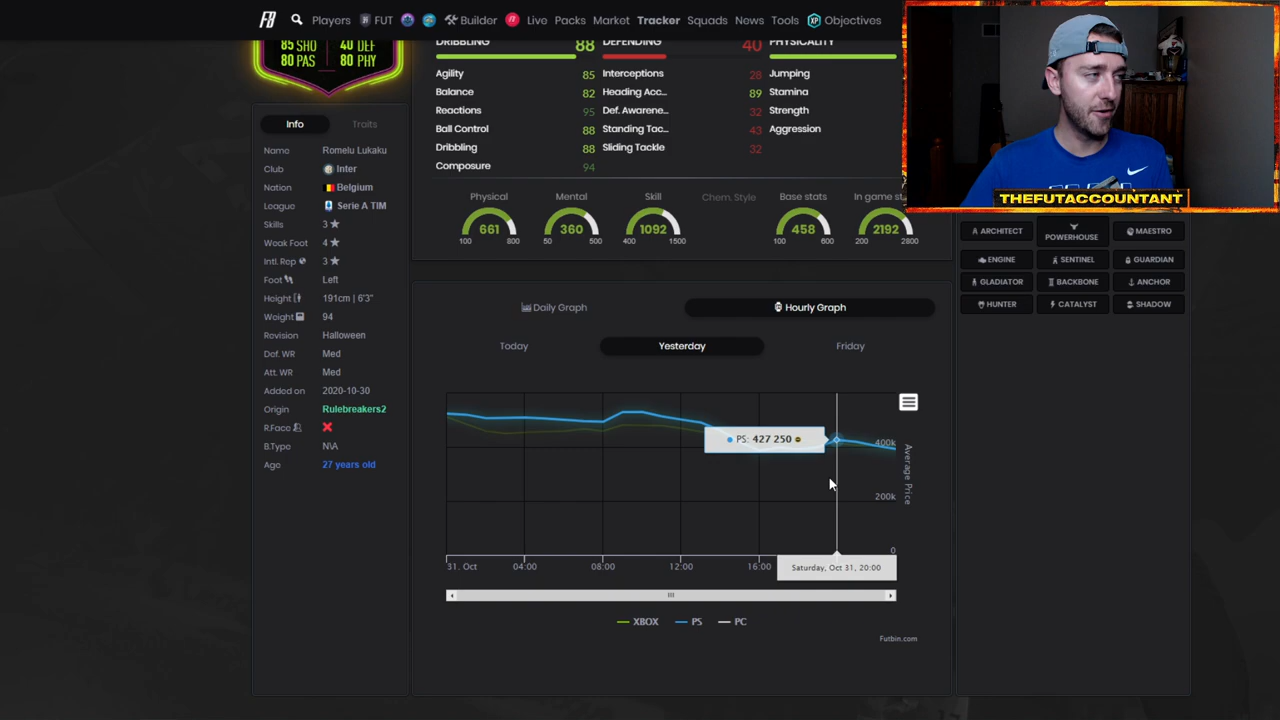 Players FUT Builder Live Packs Market Tracker Squads News Tools XP Objectives
85 SHO 40 DEF
80 PAS 80 PHY
DRIBBLING 88 DEFENDING 40 PHYSICALITY
Agility 85 Interceptions 28 Jumping
Balance 82 Heading Acc... 89 Stamina
Reactions 95 Def. Awarene... 32 Strength
Ball Control 88 Standing Tac... 43 Aggression
Dribbling 88 Sliding Tackle 32
Composure 94
THEFUTACCOUNTANT
Info Traits
Name Romelu Lukaku
Club Inter
Nation Belgium
League Serie A TIM
Skills 3
Weak Foot 4
Intl. Rep 3
Foot Left
Height 191cm | 6'3"
Weight 94
Revision Halloween
Def. WR Med
Att. WR Med
Added on 2020-10-30
Origin Rulebreakers2
R.Face
B.Type N\A
Age 27 years old
Physical Mental Skill Chem. Style Base stats In game st
661 360 1092 458 2192
100 800 50 500 400 1500 100 600 200 2800
ARCHITECT POWERHOUSE MAESTRO
ENGINE SENTINEL GUARDIAN
GLADIATOR BACKBONE ANCHOR
HUNTER CATALYST SHADOW
Daily Graph Hourly Graph
Today Yesterday Friday
PS: 427 250
400k
200k
0
Average Price
31. Oct 04:00 08:00 12:00 16:00
Saturday, Oct 31, 20:00
XBOX PS PC
Futbin.com